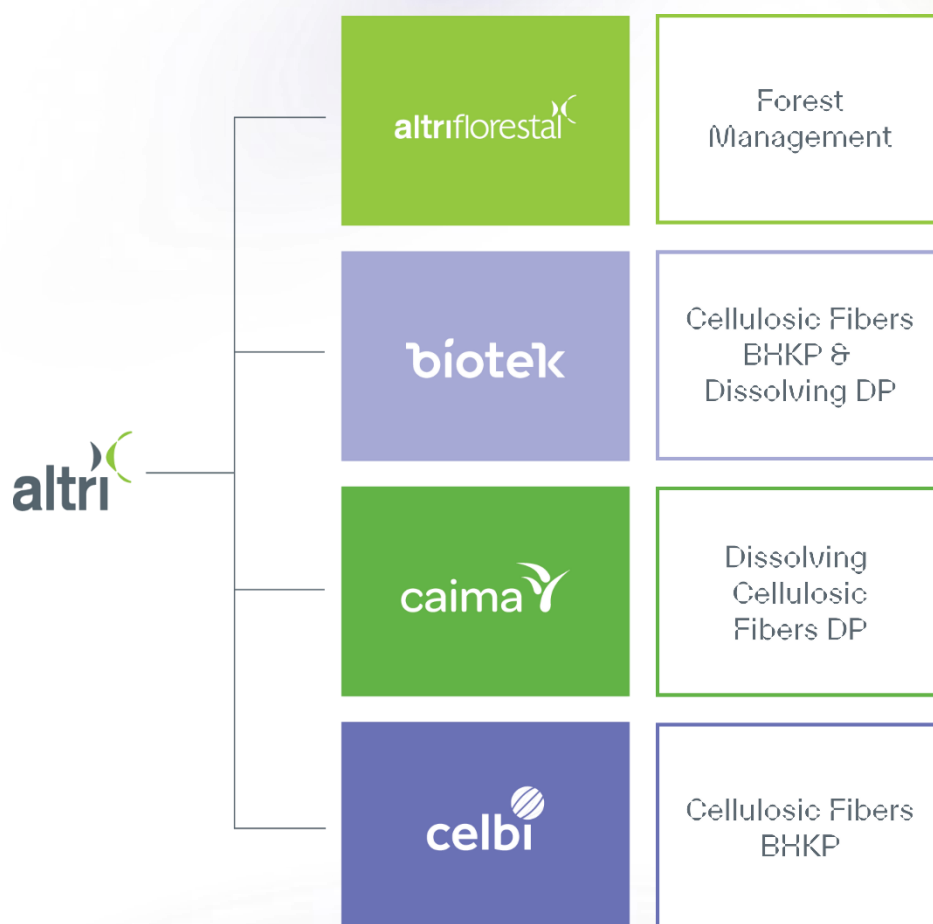 altri
altriflorestal
Forest
Management
biotek
Cellulosic Fibers
BHKP &
Dissolving DP
caima
Dissolving
Cellulosic
Fibers DP
celbi
Cellulosic Fibers
BHKP